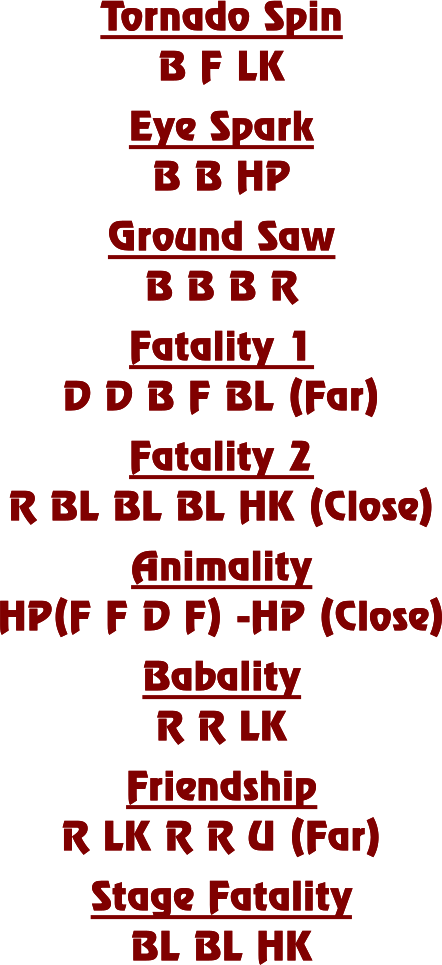 Tornado Spin
B F LK
Eye Spark
B B HP
Ground Saw
B B B R
Fatality 1
D D B F BL (Far)
Fatality 2
R BL BL BL HK (Close)
Animality
HP(F F D F) -HP (Close)
Babality
R R LK
Friendship
R LK R R U (Far)
Stage Fatality
BL BL HK